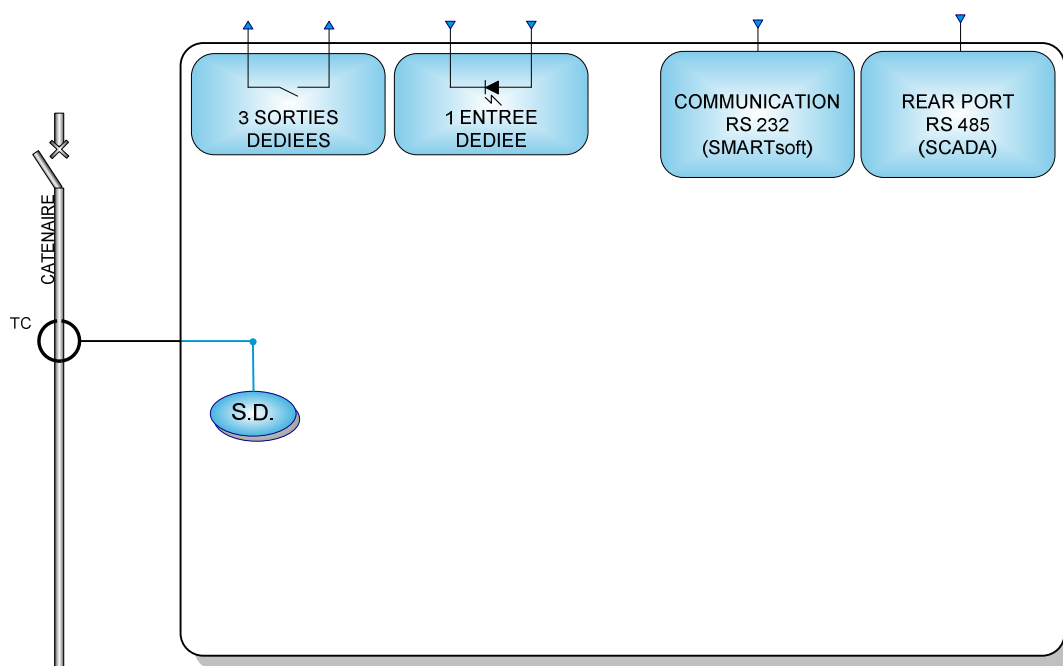 3 SORTIES
DEDIEES
1 ENTREE
DEDIEE
COMMUNICATION
RS 232
(SMARTsoft)
REAR PORT
RS 485
(SCADA)
CATENAIRE
TC
S.D.